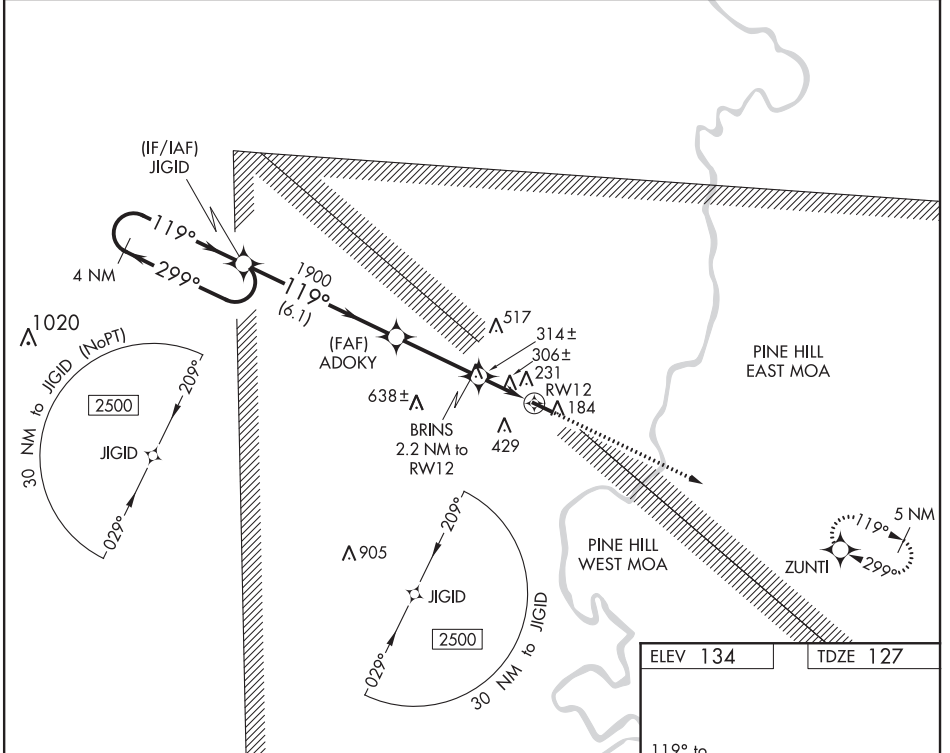 (IF/IAF)
JIGID
119°
4 NM
299°
1900
119°
(6.1)
517
314±
306±
231
RW12
184
(FAF)
ADOKY
638±
BRINS
2.2 NM to
RW12
429
PINE HILL
EAST MOA
1020
30 NM to JIGID (NoPT)
209°
2500
JIGID
029°
905
209°
JIGID
2500
029°
30 NM to JIGID
PINE HILL
WEST MOA
5 NM
119°
ZUNTI
299°
ELEV 134
TDZE 127
119° to